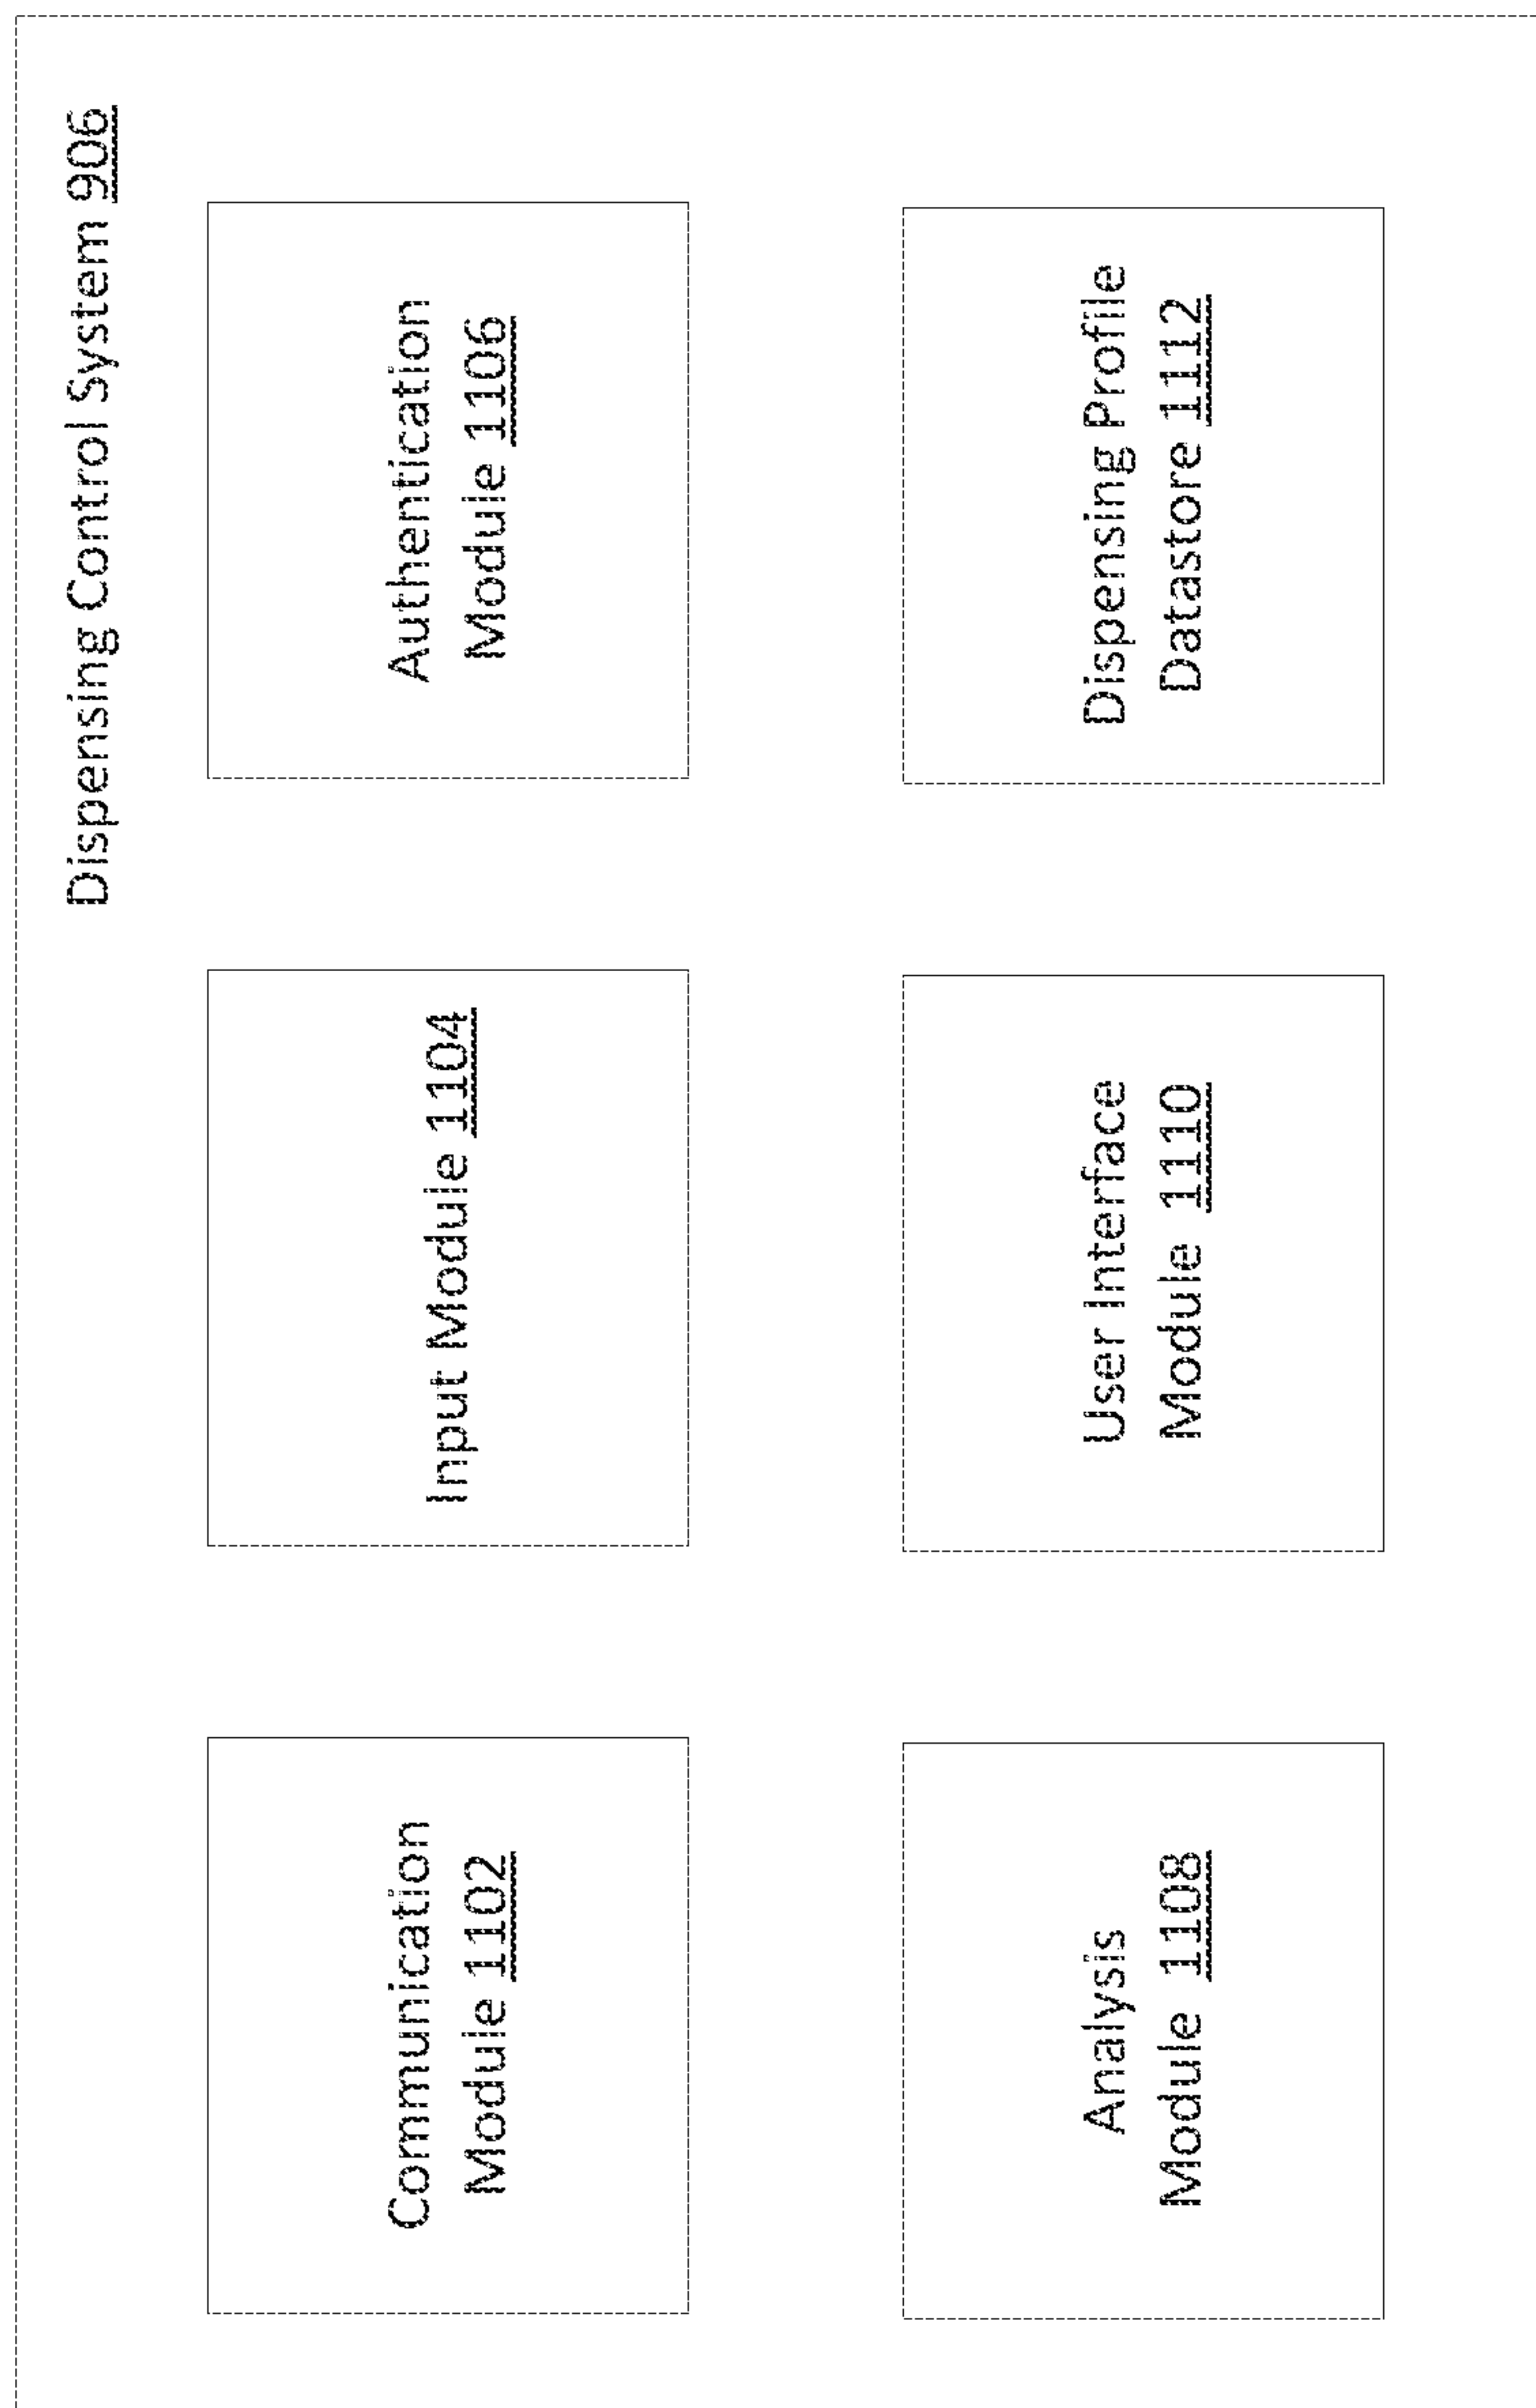 Dispensing Control System 906
Communication
Module 1102
Input Module 1104
Authentication
Module 1106
Analysis
Module 1108
User Interface
Module 1110
Dispensing Profile
Datastore 1112